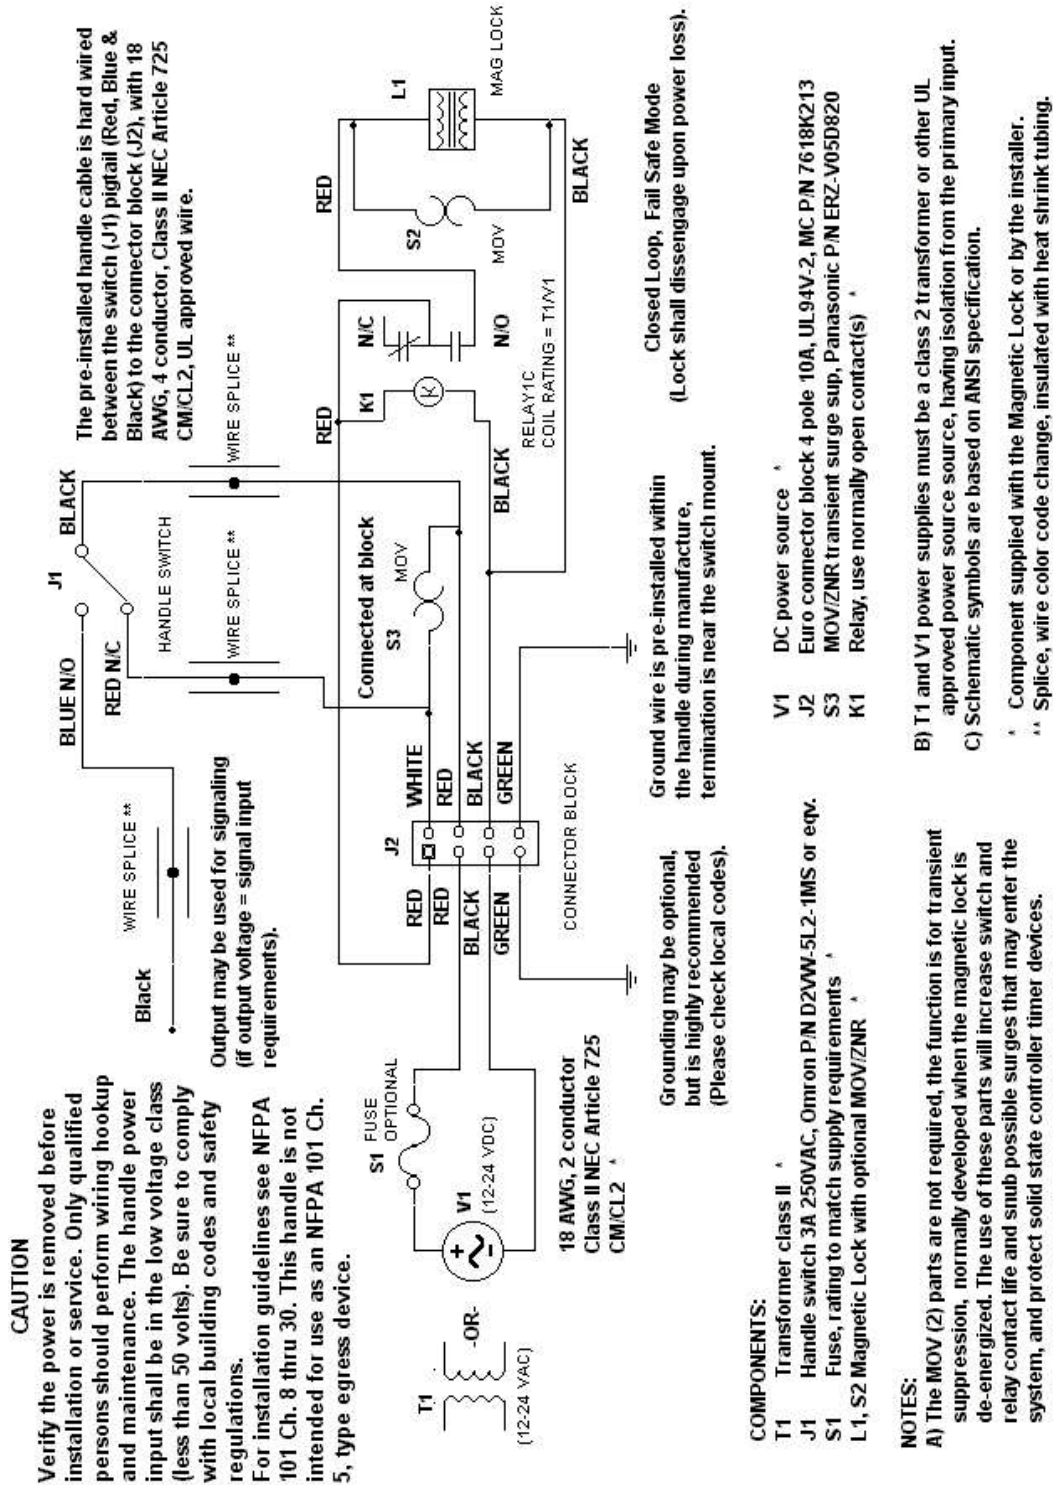 CAUTION
Verify the power is removed before
installation or service. Only qualified
persons should perform wiring hookup
and maintenance. The handle power
input shall be in the low voltage class
(less than 50 volts). Be sure to comply
with local building codes and safety
regulations.
For installation guidelines see NFPA
101 Ch. 8 thru 30. This handle is not
intended for use as an NFPA 101 Ch.
5, type egress device.
Black
WIRE SPLICE **
Output may be used for signaling
(if output voltage = signal input
requirements).
BLUE N/O
RED N/C
J1
BLACK
HANDLE SWITCH
WIRE SPLICE **
WIRE SPLICE **
The pre-installed handle cable is hard wired
between the switch (J1) pigtail (Red, Blue &
Black) to the connector block (J2), with 18
AWG, 4 conductor, Class II NEC Article 725
CM/CL2, UL approved wire.
T1
(12-24 VAC)
-OR-
V1
(12-24 VDC)
S1
FUSE
OPTIONAL
18 AWG, 2 conductor
Class II NEC Article 725
CM/CL2 *
J2
RED
RED
BLACK
GREEN
WHITE
RED
BLACK
GREEN
CONNECTOR BLOCK
Connected at block
S3
MOV
RED
K1
N/C
N/O
BLACK
RELAY1C
COIL RATING = T1/V1
RED
S2
MOV
L1
MAG LOCK
BLACK
Grounding may be optional,
but is highly recommended
(Please check local codes).
Ground wire is pre-installed within
the handle during manufacture,
termination is near the switch mount.
Closed Loop, Fail Safe Mode
(Lock shall dissengage upon power loss).
COMPONENTS:
T1 Transformer class II *
J1 Handle switch 3A 250VAC, Omron P/N D2VW-5L2-1MS or eqv.
S1 Fuse, rating to match supply requirements *
L1, S2 Magnetic Lock with optional MOV/ZNR *
V1 DC power source *
J2 Euro connector block 4 pole 10A, UL94V-2, MC P/N 7618K213
S3 MOV/ZNR transient surge sup, Panasonic P/N ERZ-V05D820
K1 Relay, use normally open contact(s) *
NOTES:
A) The MOV (2) parts are not required, the function is for transient
suppression, normally developed when the magnetic lock is
de-energized. The use of these parts will increase switch and
relay contact life and snub possible surges that may enter the
system, and protect solid state controller timer devices.
B) T1 and V1 power supplies must be a class 2 transformer or other UL
approved power source source, having isolation from the primary input.
C) Schematic symbols are based on ANSI specification.
* Component supplied with the Magnetic Lock or by the installer.
** Splice, wire color code change, insulated with heat shrink tubing.